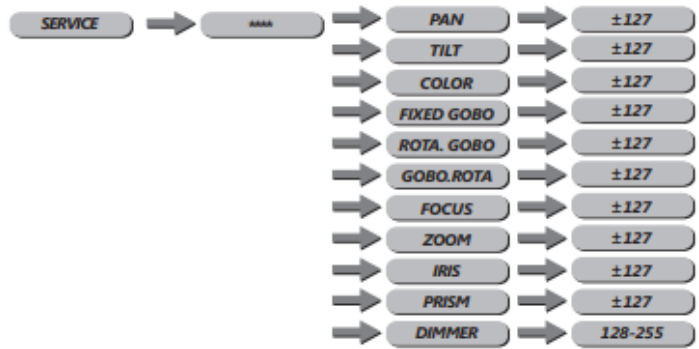 SERVICE **** PAN ±127
TILT ±127
COLOR ±127
FIXED GOBO ±127
ROTA. GOBO ±127
GOBO.ROTA ±127
FOCUS ±127
ZOOM ±127
IRIS ±127
PRISM ±127
DIMMER 128-255